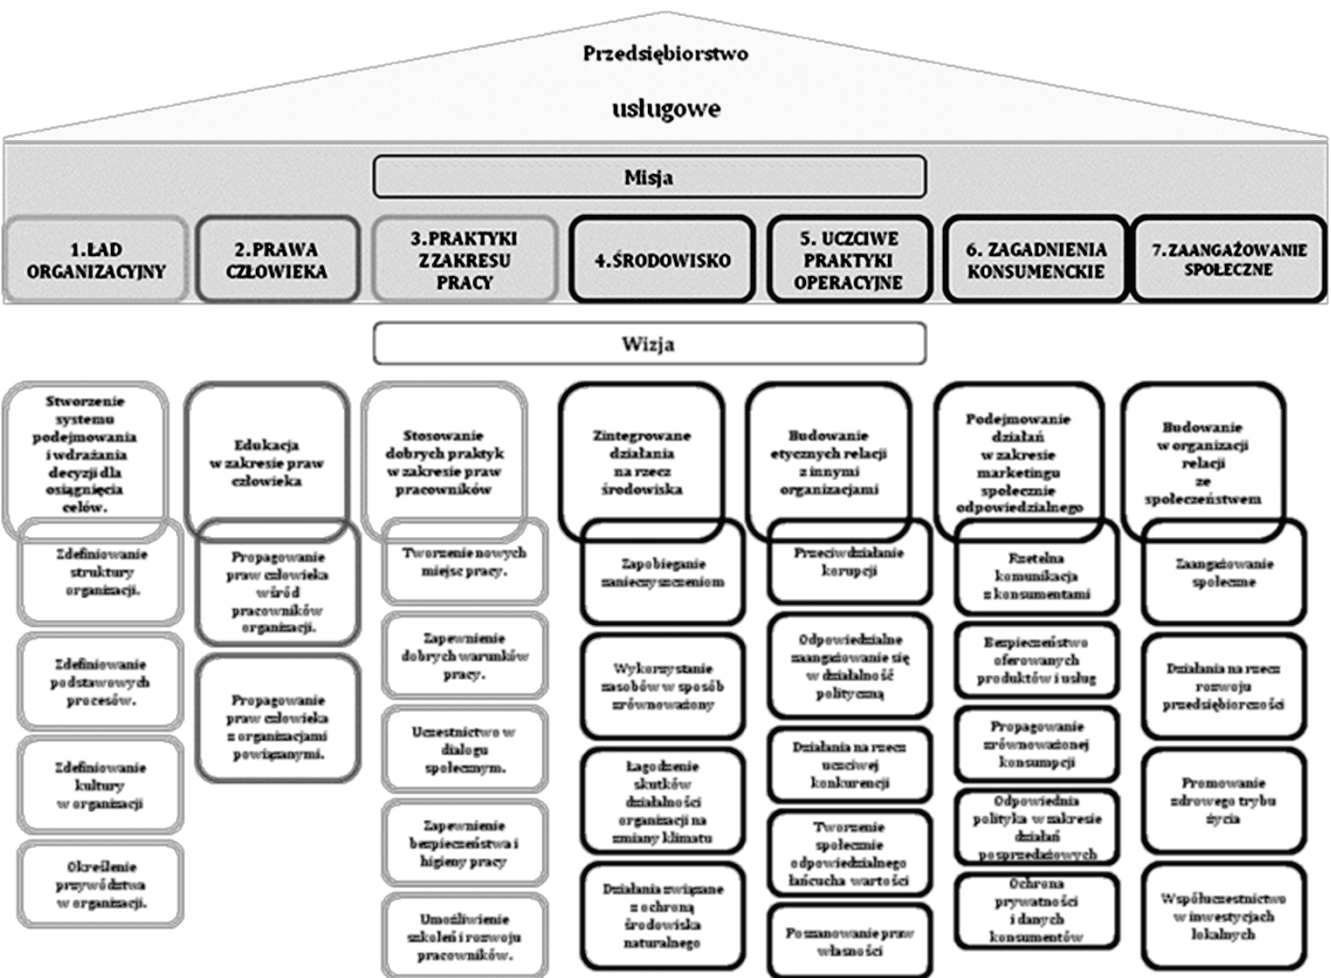 Przedsiębiorstwo
usługowe
Misja
1.ŁAD
ORGANIZACYJNY
2.PRAWA
CZŁOWIEKA
3.PRAKTYKI
Z ZAKRESU
PRACY
4.ŚRODOWISKO
5. UCZCIWE
PRAKTYKI
OPERACYJNE
6. ZAGADNIENIA
KONSUMENCKIE
7.ZAANGAŻOWANIE
SPOŁECZNE
Wizja
Stworzenie
systemu
podejmowania
i wdrażania
decyzji dla
osiągnięcia
celów.
Zdefiniowanie
struktury
organizacji.
Zdefiniowanie
podstawowych
procesów.
Zdefiniowanie
kultury
w organizacji
Określenie
przywództwa
w organizacji.
Edukacja
w zakresie praw
człowieka
Propagowanie
praw człowieka
wśród
pracowników
organizacji.
Propagowanie
praw człowieka
z organizacjami
powiązanymi.
Stosowanie
dobrych praktyk
w zakresie praw
pracowników
Tworzenie nowych
miejsc pracy.
Zapewnienie
dobrych warunków
pracy.
Uczestnictwo w
dialogu
społecznym.
Zapewnienie
bezpieczeństwa i
higieny pracy
Umożliwienie
szkoleń i rozwoju
pracowników.
Zintegrowane
działania
na rzecz
środowiska
Zapobieganie
zanieczyszczeniom
Wykorzystanie
zasobów w sposób
zrównoważony
Łagodzenie
skutków
działalności
organizacji na
zmiany klimatu
Działania związane
z ochroną
środowiska
naturalnego
Budowanie
etycznych relacji
z innymi
organizacjami
Przeciwdziałanie
korupcji
Odpowiedzialne
zaangażowanie się
w działalność
polityczną
Działania na rzecz
uczciwej
konkurencji
Tworzenie
społecznie
odpowiedzialnego
łańcucha wartości
Poszanowanie praw
własności
Podejmowanie
działań
w zakresie
marketingu
społecznie
odpowiedzialnego
Rzetelna
komunikacja
z konsumentami
Bezpieczeństwo
oferowanych
produktów i usług
Propagowanie
zrównoważonej
konsumpcji
Odpowiednia
polityka w zakresie
działań
posprzedażowych
Ochrona
prywatności
i danych
konsumentów
Budowanie
w organizacji
relacji
ze
społeczeństwem
Zaangażowanie
społeczne
Działania na rzecz
rozwoju
przedsiębiorczości
Promowanie
zdrowego trybu
życia
Współuczestnictwo
w inwestycjach
lokalnych